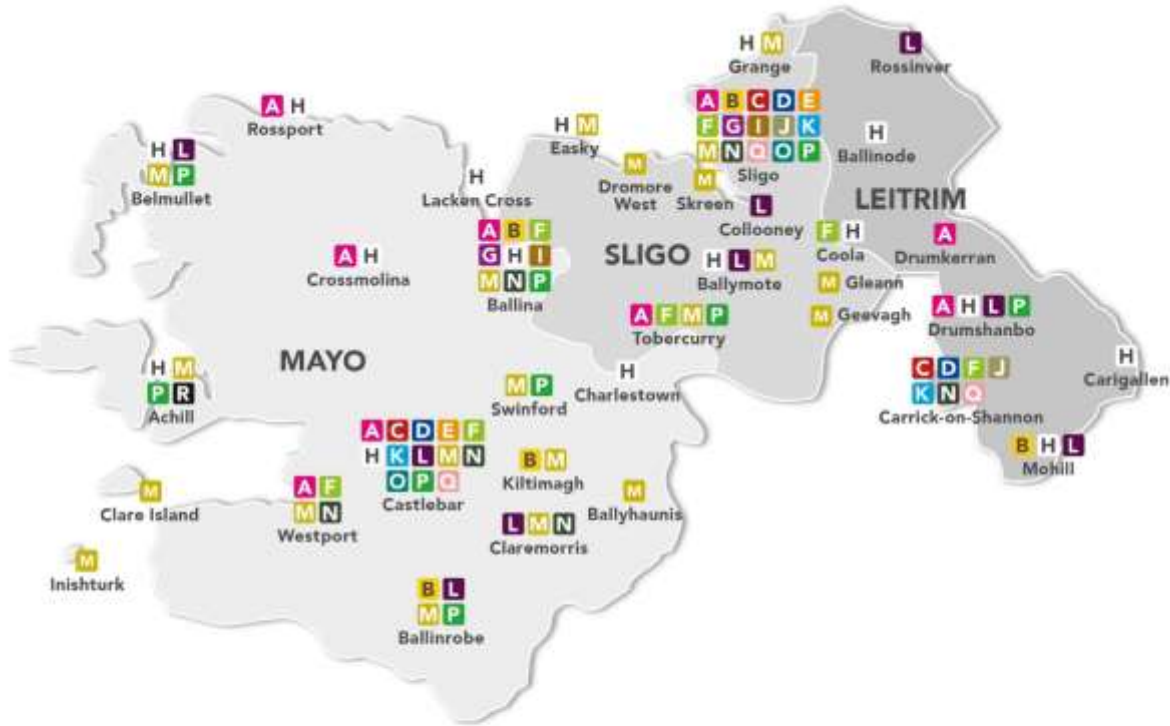 H M
Grange
L
Rossinver
A H
Rossport
A B C D E
F G I J K
M N Q O P
Sligo
H M
Easky
H
Ballinode
H L
M P
Belmullet
M
Dromore
West
M
Skreen
H
Lacken Cross
L
Collooney
LEITRIM
A B F
G H I
M N P
Ballina
F H
Coola
A
Drumkerran
A H
Crossmolina
SLIGO
H L M
Ballymote
M Gleann
M Geevagh
A F M P
Tobercurry
A H L P
Drumshanbo
MAYO
H M
P R
Achill
M P
Swinford
H
Charlestown
C D F J
K N Q
Carrick-on-Shannon
H
Carigallen
A C D E F
H K L M N
O P Q
Castlebar
B M
Kiltimagh
B H L
Mohill
M
Clare Island
A F
M N
Westport
M
Ballyhaunis
L M N
Claremorris
M
Inishturk
B L
M P
Ballinrobe